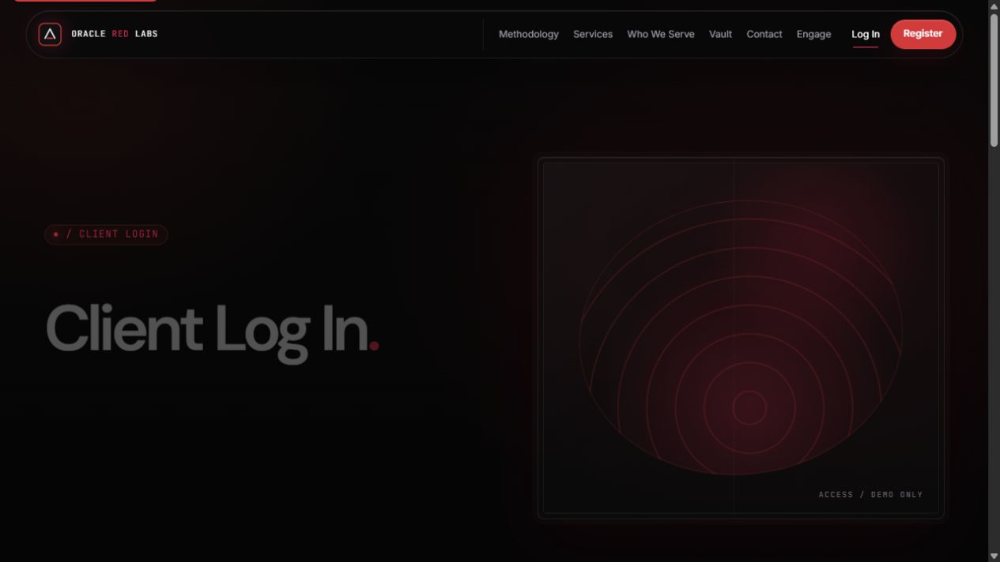 ORACLE RED LABS
Methodology Services Who We Serve Vault Contact Engage Log In Register
/ CLIENT LOGIN
Client Log In.
ACCESS / DEMO ONLY